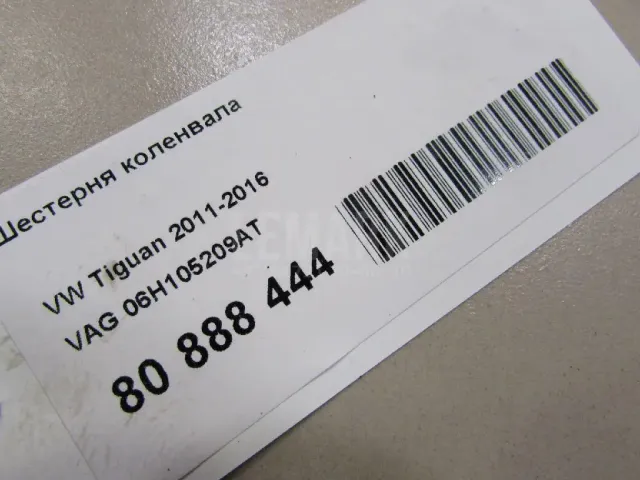 Шестерня коленвала
VW Tiguan 2011-2016
VAG 06H105209AT
80 888 444